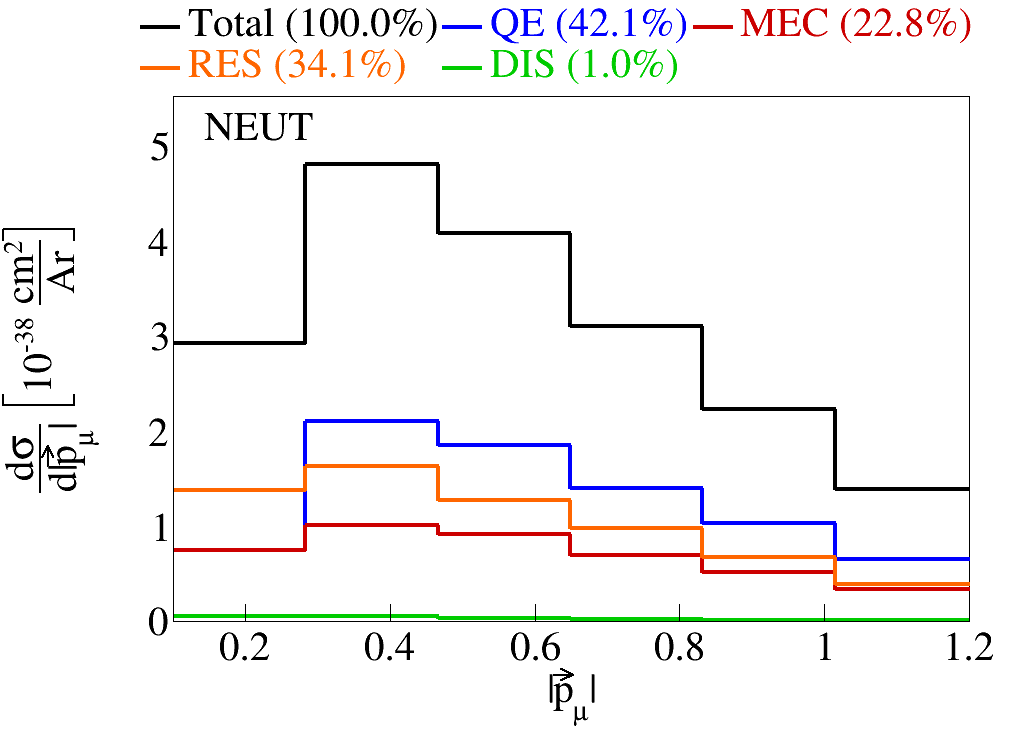 Total (100.0%) QE (42.1%) MEC (22.8%)
RES (34.1%) DIS (1.0%)
NEUT
5
4
3
2
1
0
0.2 0.4 0.6 0.8 1 1.2
|p⃗μ|
dσ/d|p⃗μ| [10⁻³⁸ cm²/Ar]